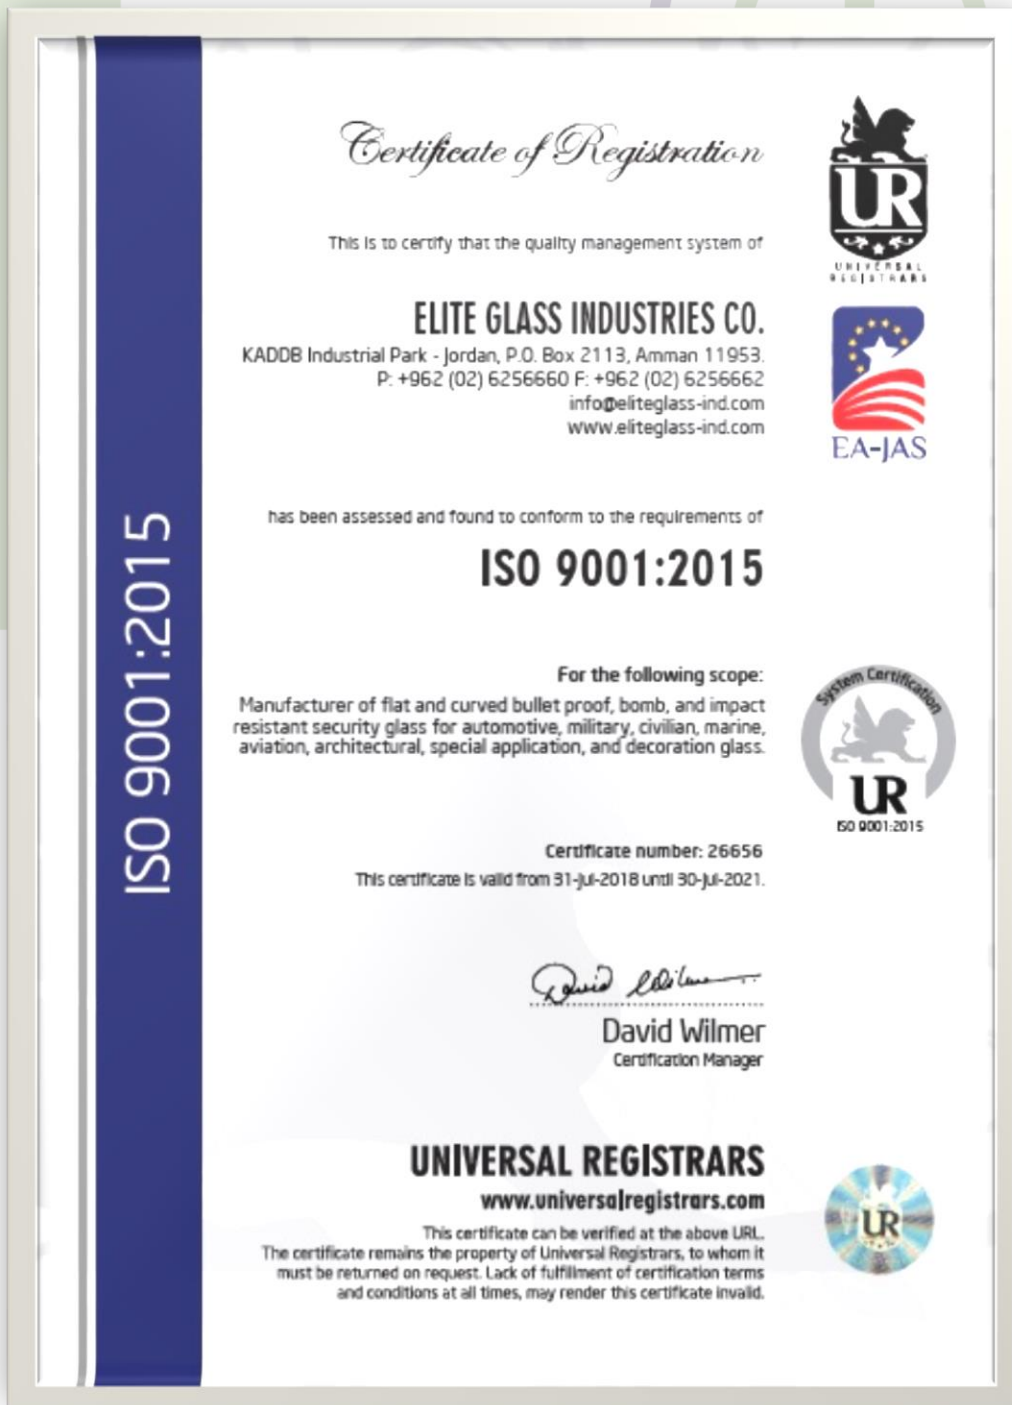 Certificate of Registration
This is to certify that the quality management system of
ELITE GLASS INDUSTRIES CO.
KADDB Industrial Park - Jordan, P.O. Box 2113, Amman 11953.
P: +962 (02) 6256660 F: +962 (02) 6256662
info@eliteglass-ind.com
www.eliteglass-ind.com
has been assessed and found to conform to the requirements of
ISO 9001:2015
For the following scope:
Manufacturer of flat and curved bullet proof, bomb, and impact
resistant security glass for automotive, military, civilian, marine,
aviation, architectural, special application, and decoration glass.
Certificate number: 26656
This certificate is valid from 31-Jul-2018 until 30-Jul-2021.
David Wilmer
David Wilmer
Certification Manager
UNIVERSAL REGISTRARS
www.universalregistrars.com
This certificate can be verified at the above URL.
The certificate remains the property of Universal Registrars, to whom it
must be returned on request. Lack of fulfillment of certification terms
and conditions at all times, may render this certificate invalid.
ISO 9001:2015
UR
UNIVERSAL
REGISTRARS
EA-JAS
System Certification
UR
ISO 9001:2015
UR